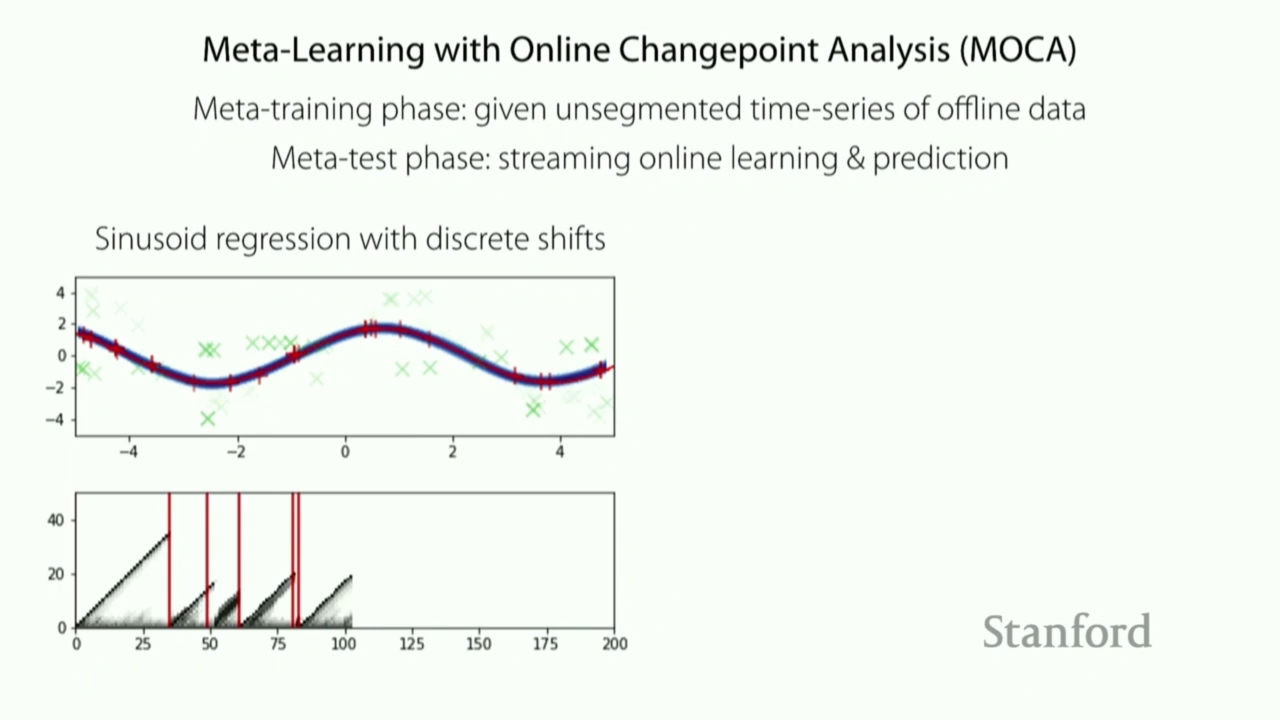 Meta-Learning with Online Changepoint Analysis (MOCA)
Meta-training phase: given unsegmented time-series of offline data
Meta-test phase: streaming online learning & prediction
Sinusoid regression with discrete shifts
4
2
0
−2
−4
−4 −2 0 2 4
40
20
0
0 25 50 75 100 125 150 175 200
Stanford